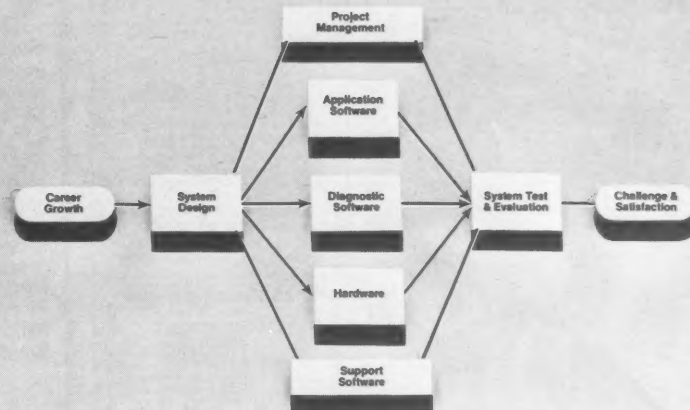 Project
Management
Application
Software
Career
Growth
System
Design
Diagnostic
Software
System Test
& Evaluation
Challenge &
Satisfaction
Hardware
Support
Software